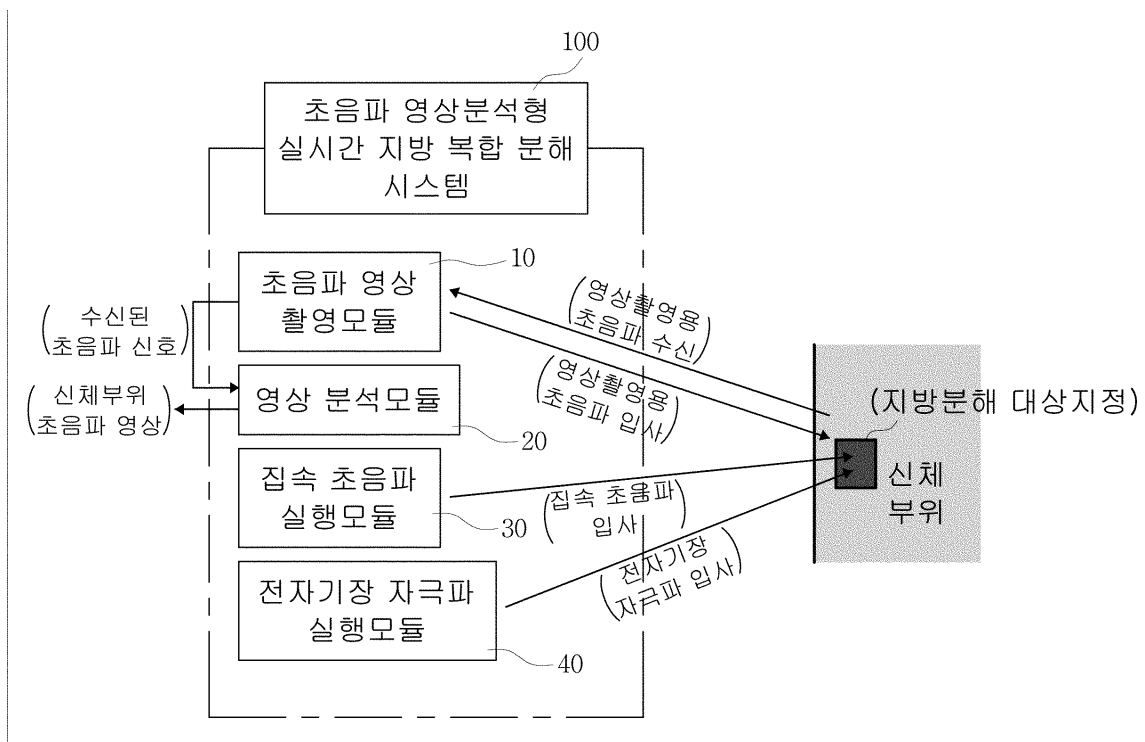 100
초음파 영상분석형
실시간 지방 복합 분해
시스템
10
초음파 영상
촬영모듈
(수신된
초음파 신호)
영상 분석모듈
20
(신체부위
초음파 영상)
집속 초음파
실행모듈
30
전자기장 자극파
실행모듈
40
(영상촬영용
초음파 수신)
(영상촬영용
초음파 입사)
(집속 초음파
입사)
(전자기장
자극파 입사)
(지방분해 대상지정)
신체
부위